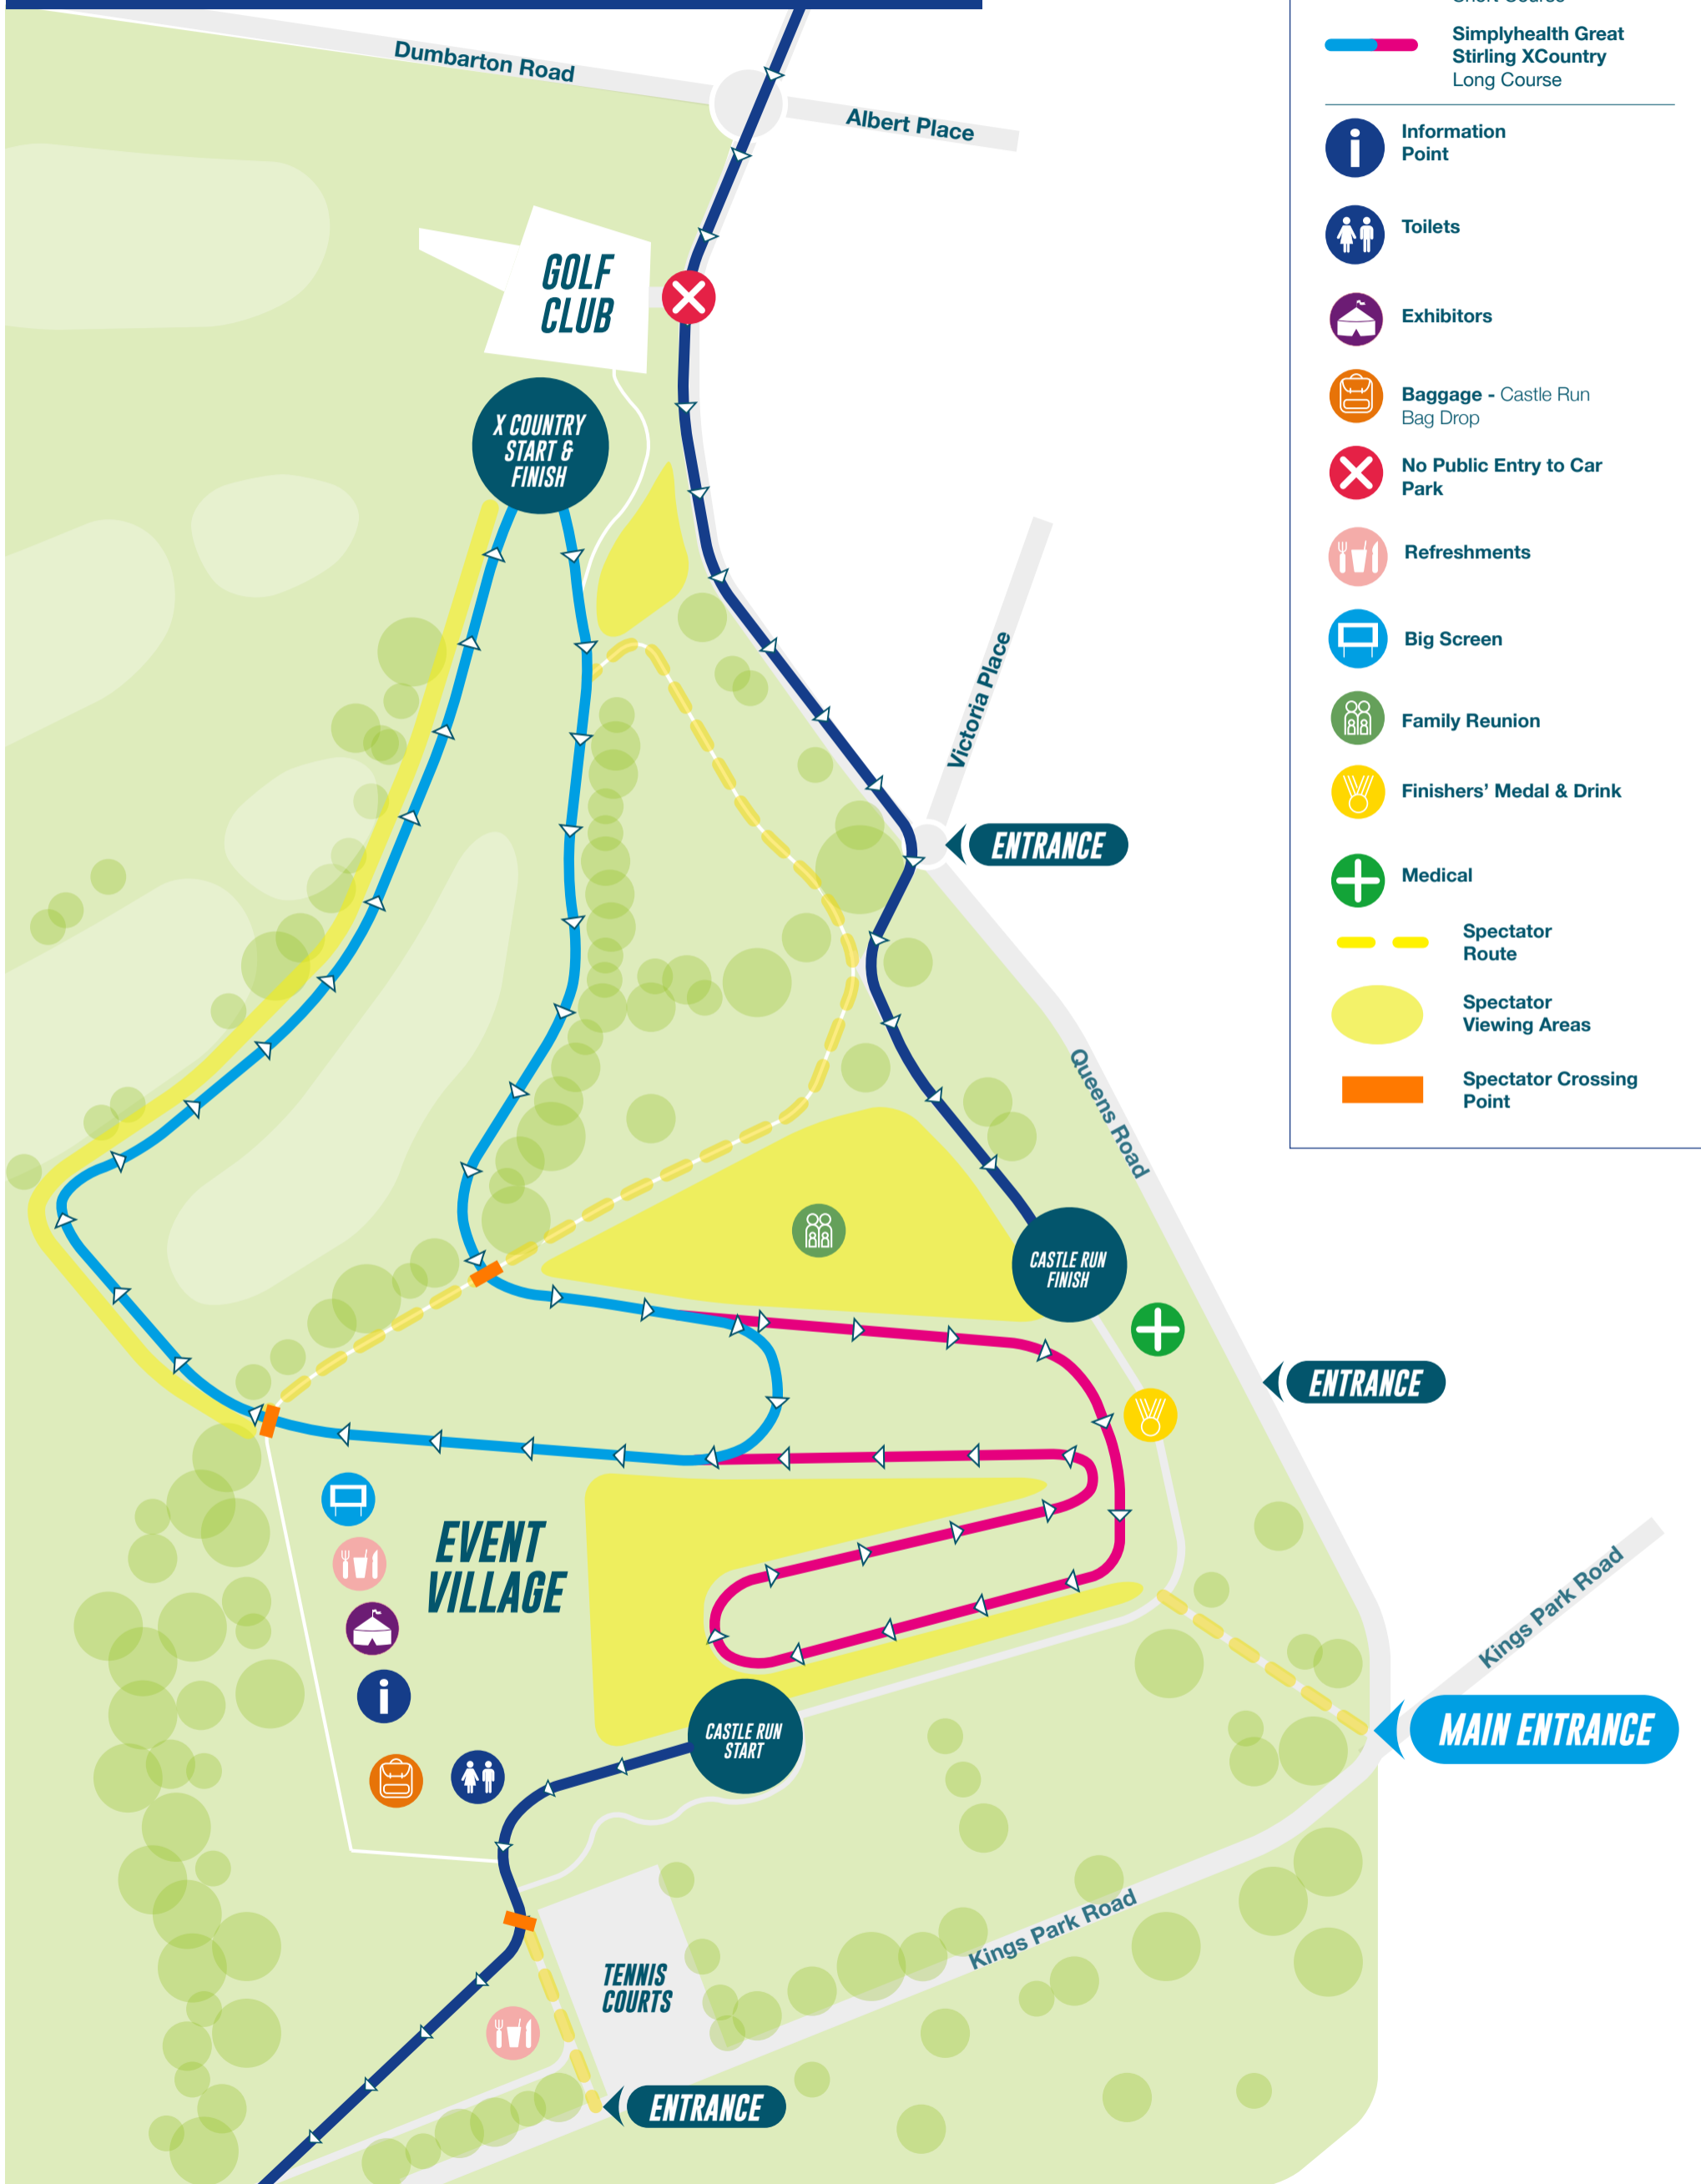 Dumbarton Road
Albert Place
GOLF
CLUB
X COUNTRY
START &
FINISH
Victoria Place
ENTRANCE
Queens Road
CASTLE RUN
FINISH
ENTRANCE
EVENT
VILLAGE
Kings Park Road
CASTLE RUN
START
MAIN ENTRANCE
Kings Park Road
TENNIS
COURTS
ENTRANCE
Short Course
Simplyhealth Great
Stirling XCountry
Long Course
Information
Point
Toilets
Exhibitors
Baggage - Castle Run
Bag Drop
No Public Entry to Car
Park
Refreshments
Big Screen
Family Reunion
Finishers' Medal & Drink
Medical
Spectator
Route
Spectator
Viewing Areas
Spectator Crossing
Point